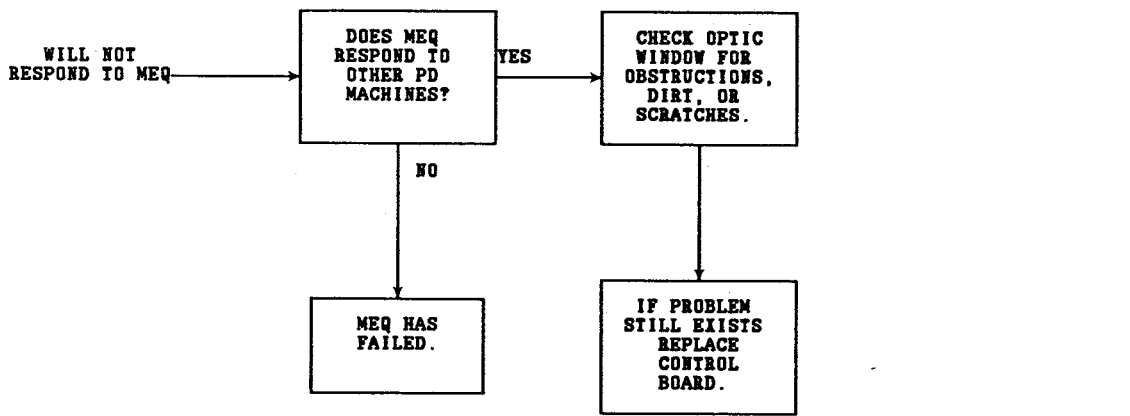 WILL NOT
RESPOND TO MEQ
DOES MEQ
RESPOND TO
OTHER PD
MACHINES?
YES
CHECK OPTIC
WINDOW FOR
OBSTRUCTIONS,
DIRT, OR
SCRATCHES.
NO
MEQ HAS
FAILED.
IF PROBLEM
STILL EXISTS
REPLACE
CONTROL
BOARD.